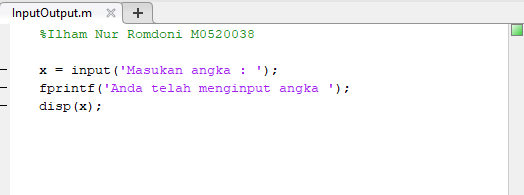 InputOutput.m
%Ilham Nur Romdoni M0520038
x = input('Masukan angka : ');
fprintf('Anda telah menginput angka ');
disp(x);